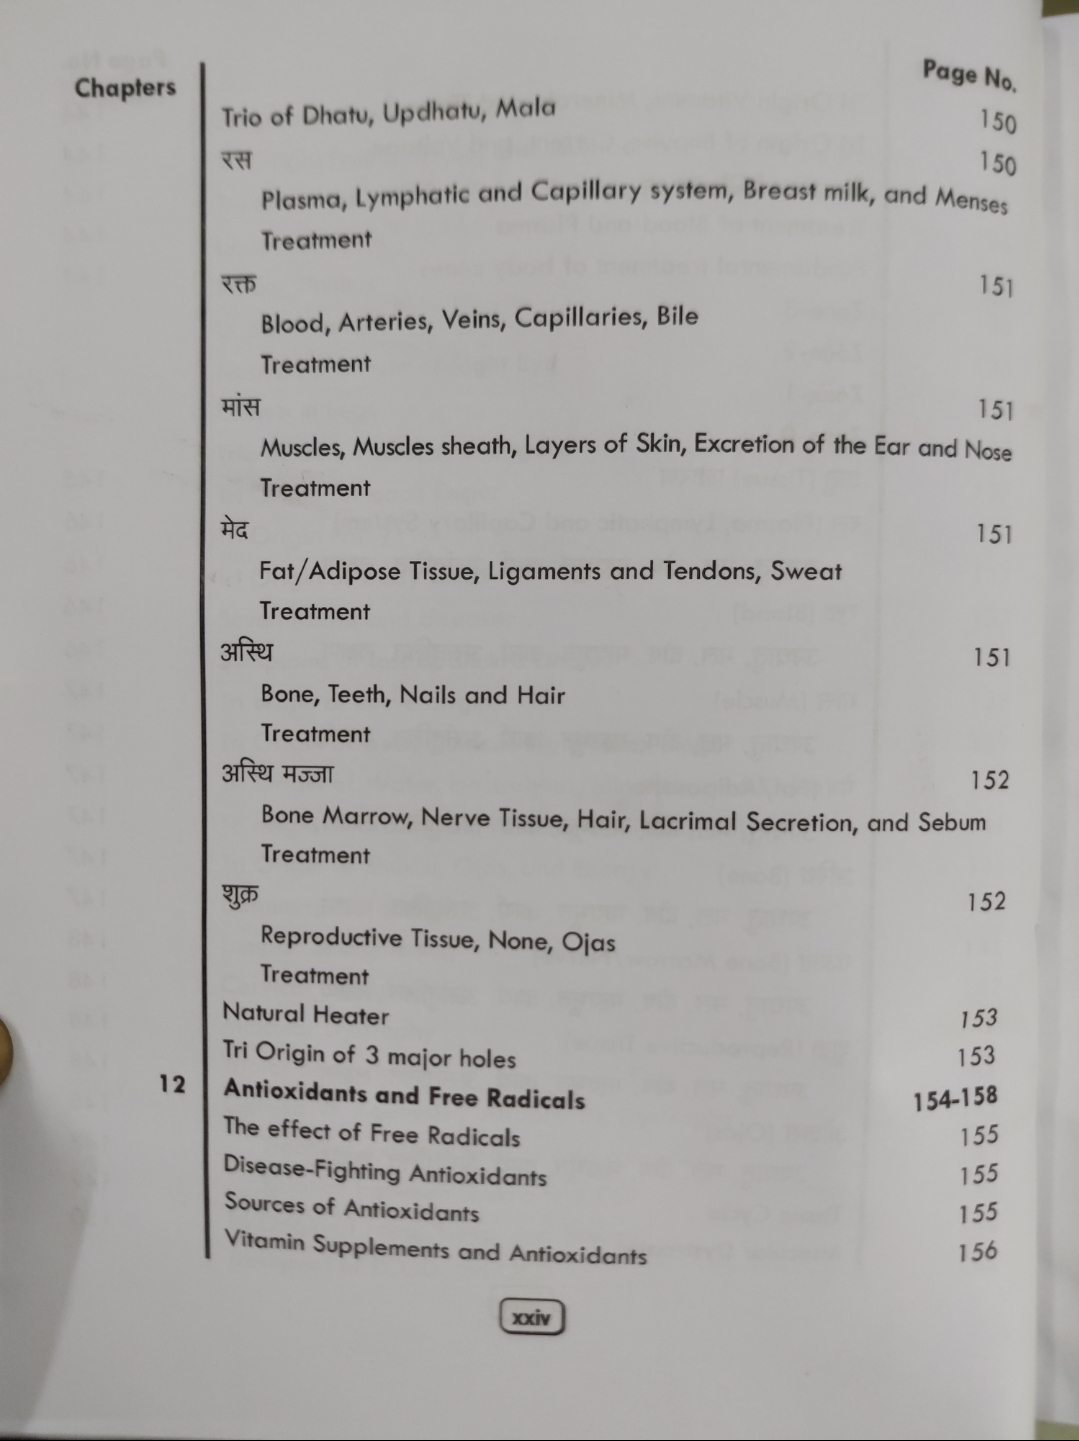 Chapters Page No.
Trio of Dhatu, Updhatu, Mala 150
रस 150
Plasma, Lymphatic and Capillary system, Breast milk, and Menses
Treatment
रक्त 151
Blood, Arteries, Veins, Capillaries, Bile
Treatment
मांस 151
Muscles, Muscles sheath, Layers of Skin, Excretion of the Ear and Nose
Treatment
मेद 151
Fat/Adipose Tissue, Ligaments and Tendons, Sweat
Treatment
अस्थि 151
Bone, Teeth, Nails and Hair
Treatment
अस्थि मज्जा 152
Bone Marrow, Nerve Tissue, Hair, Lacrimal Secretion, and Sebum
Treatment
शुक्र 152
Reproductive Tissue, None, Ojas
Treatment
Natural Heater 153
Tri Origin of 3 major holes 153
12 Antioxidants and Free Radicals 154-158
The effect of Free Radicals 155
Disease-Fighting Antioxidants 155
Sources of Antioxidants 155
Vitamin Supplements and Antioxidants 156
xxiv